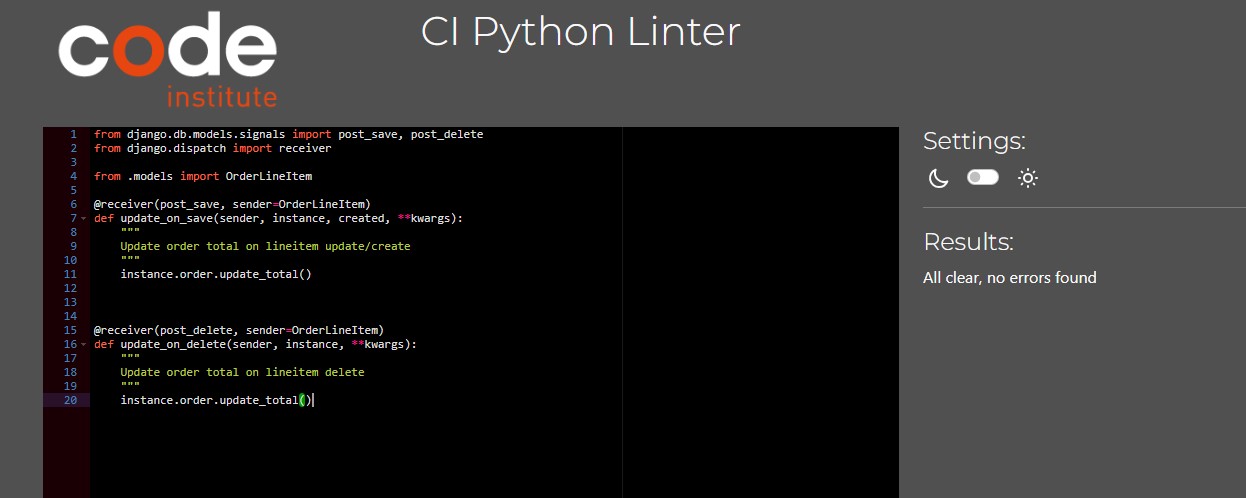 code
institute
CI Python Linter
1 from django.db.models.signals import post_save, post_delete
2 from django.dispatch import receiver
3
4 from .models import OrderLineItem
5
6 @receiver(post_save, sender=OrderLineItem)
7 def update_on_save(sender, instance, created, **kwargs):
8     """
9     Update order total on lineitem update/create
10     """
11     instance.order.update_total()
12
13
14
15 @receiver(post_delete, sender=OrderLineItem)
16 def update_on_delete(sender, instance, **kwargs):
17     """
18     Update order total on lineitem delete
19     """
20     instance.order.update_total()
Settings:
Results:
All clear, no errors found